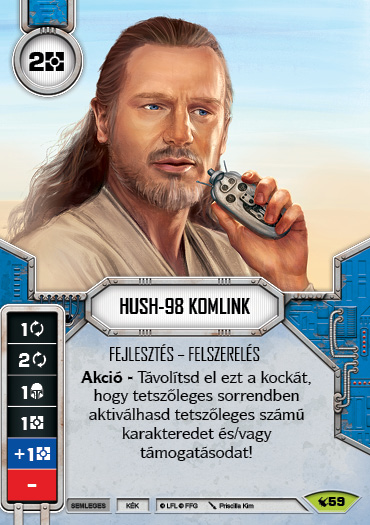 2
HUSH-98 KOMLINK
FEJLESZTÉS – FELSZERELÉS
Akció - Távolítsd el ezt a kockát,
hogy tetszőleges sorrendben
aktiválhasd tetszőleges számú
karakteredet és/vagy
támogatásodat!
1
2
1
1
+1
–
SEMLEGES
KÉK
© LFL © FFG
Priscilla Kim
59